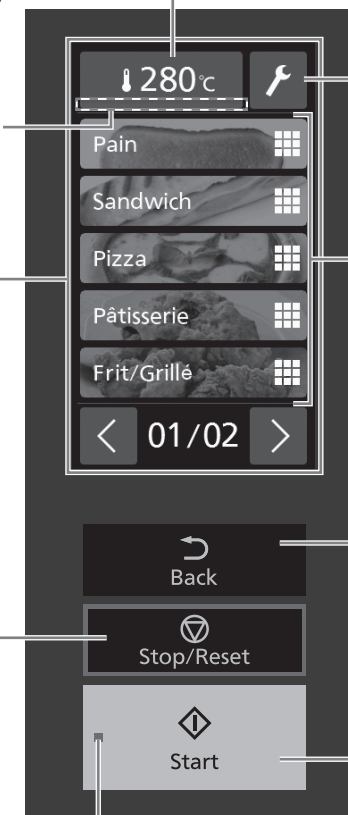 280℃
Pain
Sandwich
Pizza
Pâtisserie
Frit/Grillé
01/02
Back
Stop/Reset
Start